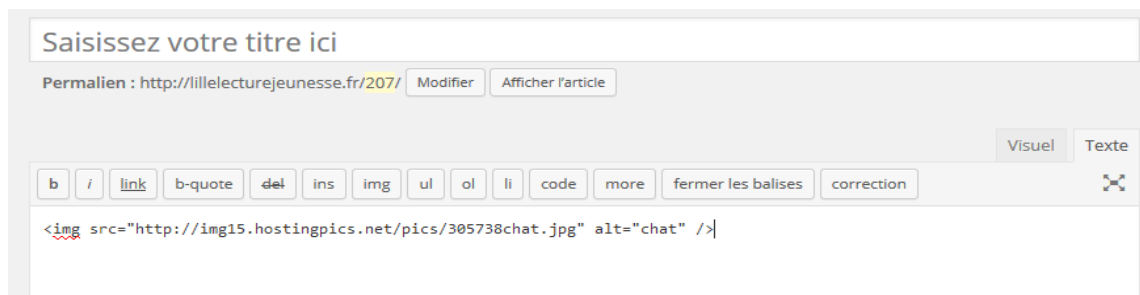 Saisissez votre titre ici
Permalien : http://lillelecturejeunesse.fr/207/ Modifier Afficher l'article
Visuel Texte
b i link b-quote del ins img ul ol li code more fermer les balises correction
<img src="http://img15.hostingpics.net/pics/305738chat.jpg" alt="chat" />